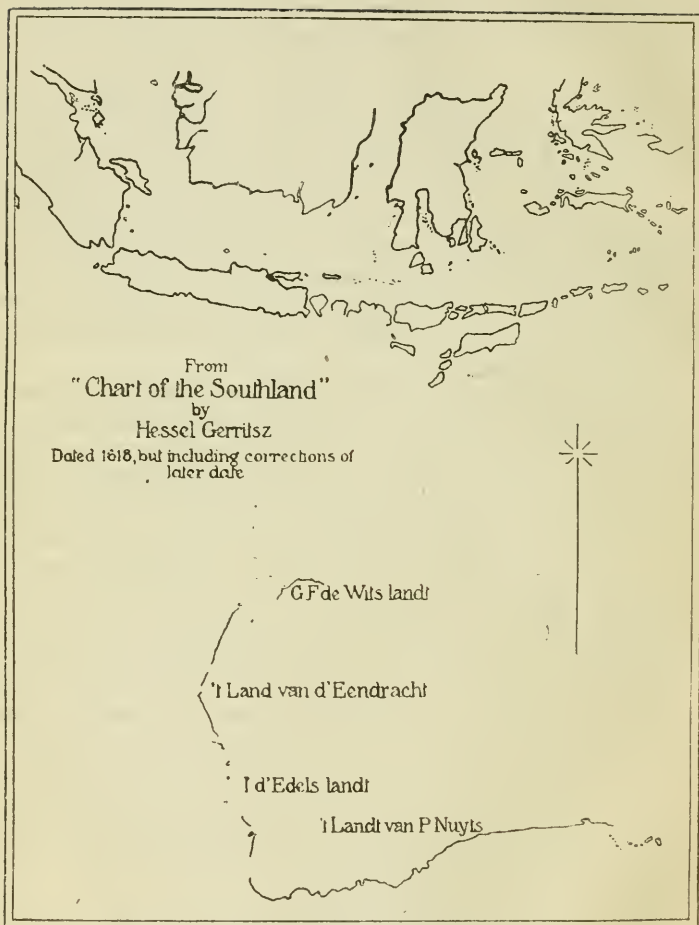 From
"Chart of the Southland"
by
Hessel Gerritsz
Dated 1618, but including corrections of
later date
G F de Wits landt
't Land van d'Eendracht
I d'Edels landt
't Landt van P Nuyts